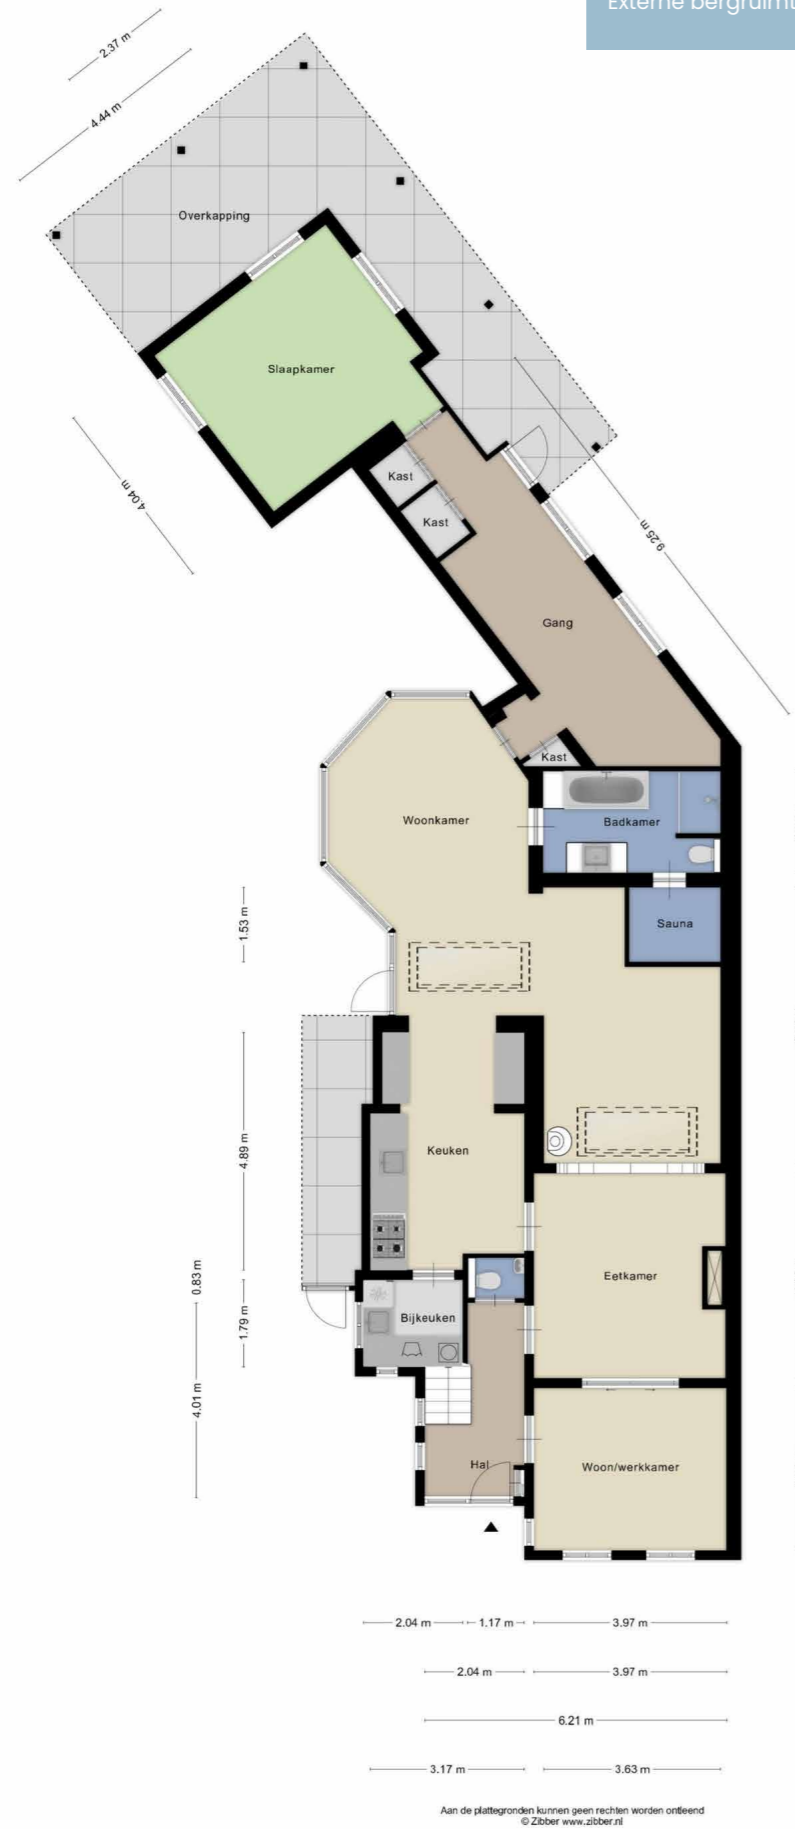 Externe bergruimt
2.37 m
4.44 m
Overkapping
Slaapkamer
4.04 m
Kast
Kast
9.25 m
Gang
Kast
Woonkamer
Badkamer
1.53 m
Sauna
4.89 m
Keuken
0.83 m
Eetkamer
1.79 m
Bijkeuken
4.01 m
Hal
Woon/werkkamer
2.04 m
1.17 m
3.97 m
2.04 m
3.97 m
6.21 m
3.17 m
3.63 m
Aan de plattegronden kunnen geen rechten worden ontleend
© Zibber www.zibber.nl